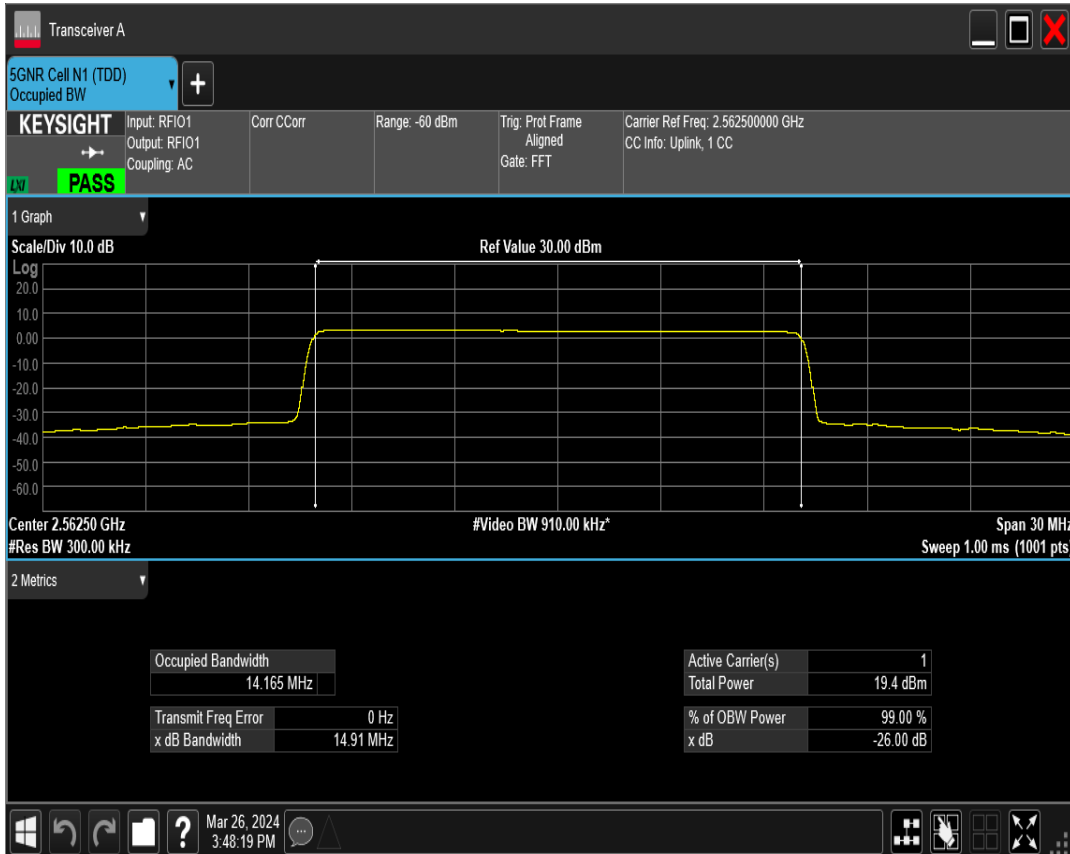 Transceiver A
5GNR Cell N1 (TDD)
Occupied BW
+
KEYSIGHT
LXI
PASS
Input: RFIO1
Output: RFIO1
Coupling: AC
Corr CCorr
Range: -60 dBm
Trig: Prot Frame
Aligned
Gate: FFT
Carrier Ref Freq: 2.562500000 GHz
CC Info: Uplink, 1 CC
1 Graph
Scale/Div 10.0 dB
Ref Value 30.00 dBm
Log
20.0
10.0
0.00
-10.0
-20.0
-30.0
-40.0
-50.0
-60.0
Center 2.56250 GHz
#Video BW 910.00 kHz*
Span 30 MHz
#Res BW 300.00 kHz
Sweep 1.00 ms (1001 pts)
2 Metrics
Occupied Bandwidth
14.165 MHz
Transmit Freq Error 0 Hz
x dB Bandwidth 14.91 MHz
Active Carrier(s) 1
Total Power 19.4 dBm
% of OBW Power 99.00 %
x dB -26.00 dB
?
Mar 26, 2024
3:48:19 PM